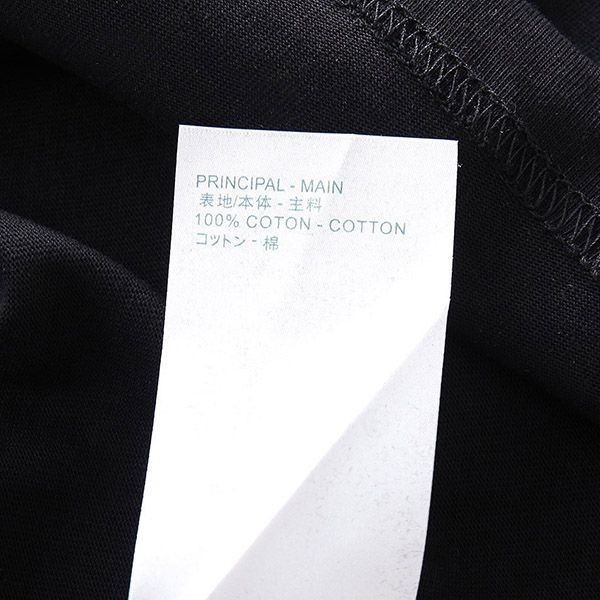 PRINCIPAL - MAIN
表地/本体 - 主料
100% COTON - COTTON
コットン - 棉